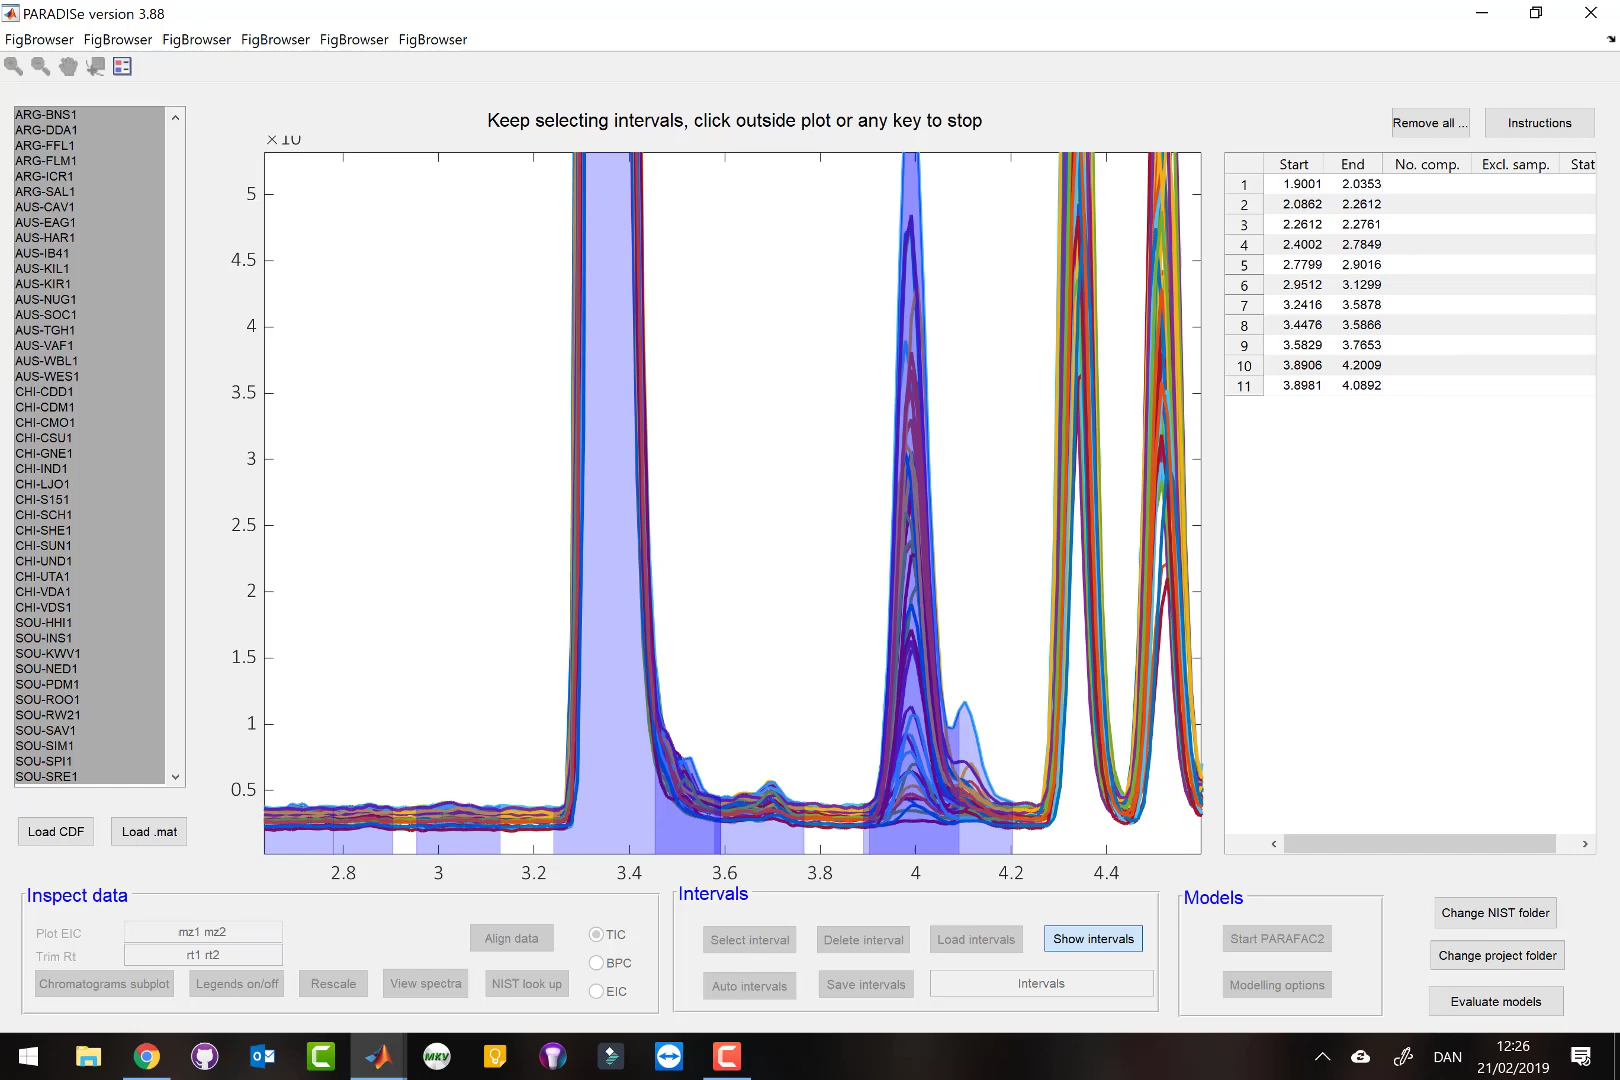 PARADISe version 3.88
FigBrowser FigBrowser FigBrowser FigBrowser FigBrowser FigBrowser
ARG-BNS1
ARG-DDA1
ARG-FFL1
ARG-FLM1
ARG-ICR1
ARG-SAL1
AUS-CAV1
AUS-EAG1
AUS-HAR1
AUS-IB41
AUS-KIL1
AUS-KIR1
AUS-NUG1
AUS-SOC1
AUS-TGH1
AUS-VAF1
AUS-WBL1
AUS-WES1
CHI-CDD1
CHI-CDM1
CHI-CMO1
CHI-CSU1
CHI-GNE1
CHI-IND1
CHI-LJO1
CHI-S151
CHI-SCH1
CHI-SHE1
CHI-SUN1
CHI-UND1
CHI-UTA1
CHI-VDA1
CHI-VDS1
SOU-HHI1
SOU-INS1
SOU-KWV1
SOU-NED1
SOU-PDM1
SOU-ROO1
SOU-RW21
SOU-SAV1
SOU-SIM1
SOU-SPI1
SOU-SRE1
Load CDF Load .mat
Keep selecting intervals, click outside plot or any key to stop
×10
5
4.5
4
3.5
3
2.5
2
1.5
1
0.5
2.8 3 3.2 3.4 3.6 3.8 4 4.2 4.4
Remove all ... Instructions
Start End No. comp. Excl. samp. Stat
1 1.9001 2.0353
2 2.0862 2.2612
3 2.2612 2.2761
4 2.4002 2.7849
5 2.7799 2.9016
6 2.9512 3.1299
7 3.2416 3.5878
8 3.4476 3.5866
9 3.5829 3.7653
10 3.8906 4.2009
11 3.8981 4.0892
Inspect data
Plot EIC mz1 mz2
Trim Rt rt1 rt2
Align data
TIC
BPC
EIC
Chromatograms subplot Legends on/off Rescale View spectra NIST look up
Intervals
Select interval Delete interval Load intervals Show intervals
Auto intervals Save intervals Intervals
Models
Start PARAFAC2
Modelling options
Change NIST folder
Change project folder
Evaluate models
MKV
DAN
12:26
21/02/2019